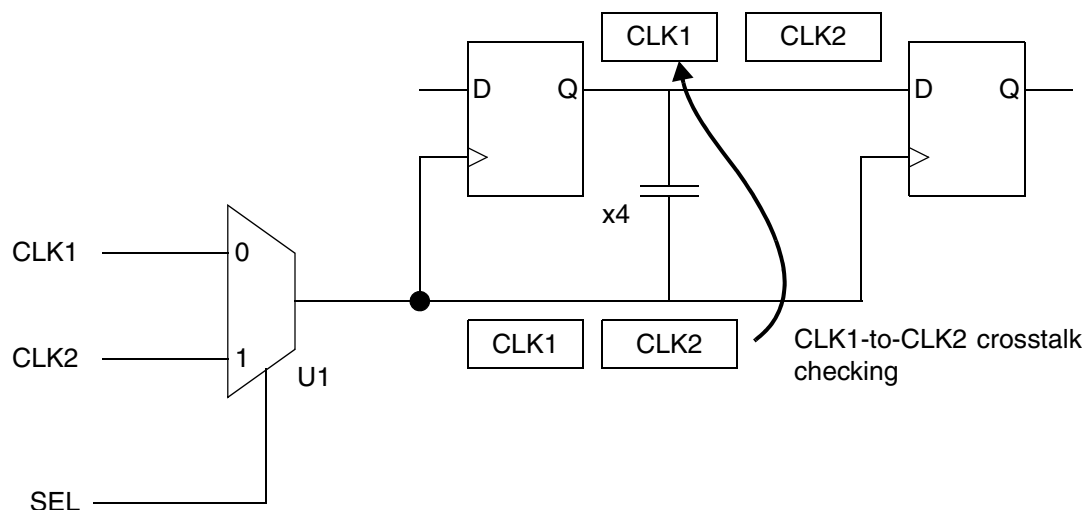 CLK1
CLK2
D
Q
D
Q
x4
CLK1
0
CLK2
1
U1
CLK1
CLK2
CLK1-to-CLK2 crosstalk
checking
SEL